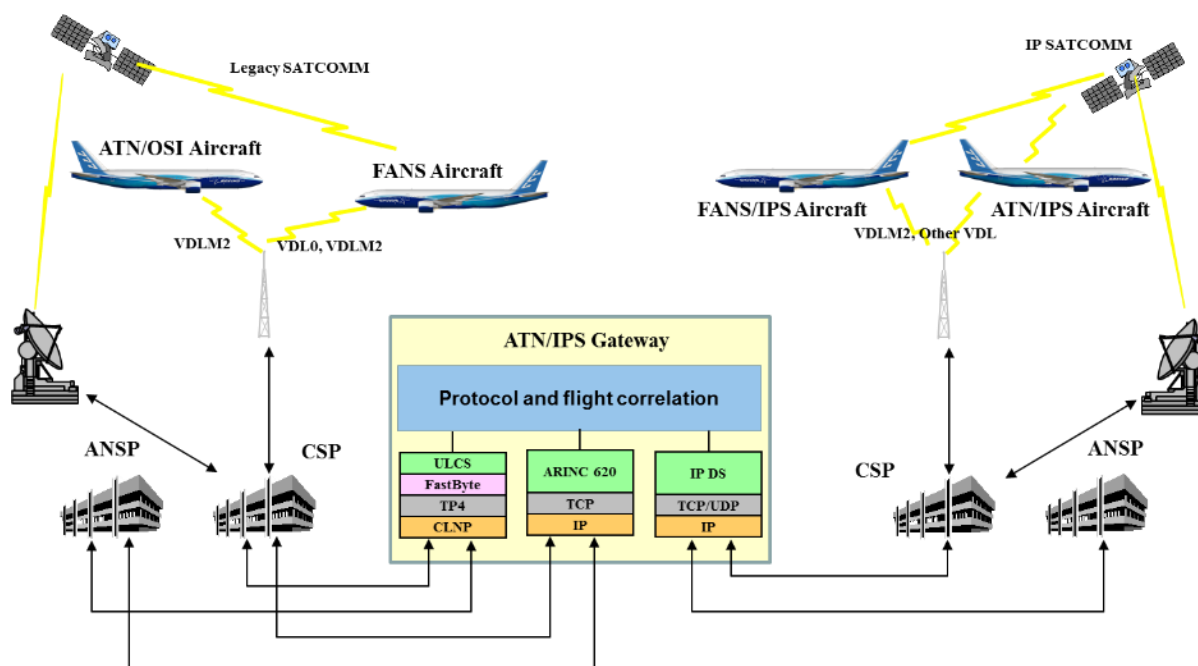 IP SATCOMM
Legacy SATCOMM
ATN/OSI Aircraft
FANS Aircraft
FANS/IPS Aircraft
ATN/IPS Aircraft
VDLM2
VDL0, VDLM2
VDLM2, Other VDL
ATN/IPS Gateway
Protocol and flight correlation
ANSP
CSP
ULCS
FastByte
TP4
CLNP
ARINC 620
TCP
IP
IP DS
TCP/UDP
IP
CSP
ANSP